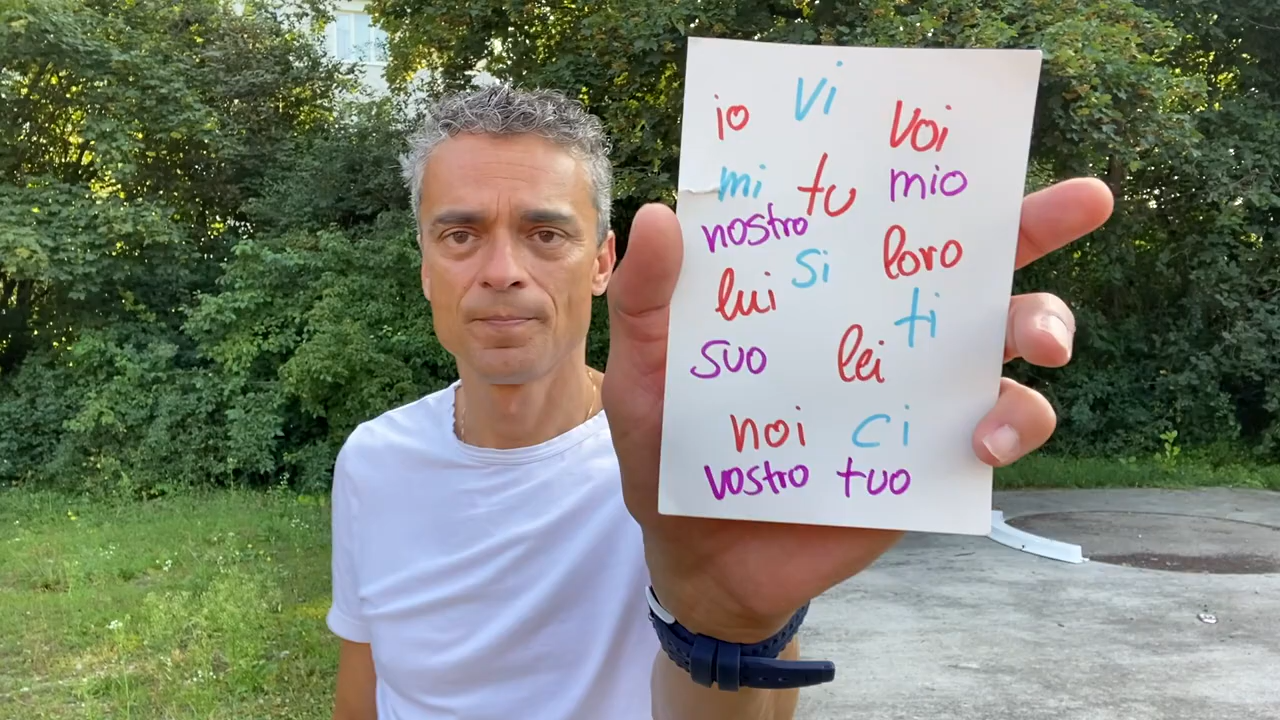 io vi voi
mi tu mio
nostro si loro
lui ti
suo lei
noi ci
vostro tuo